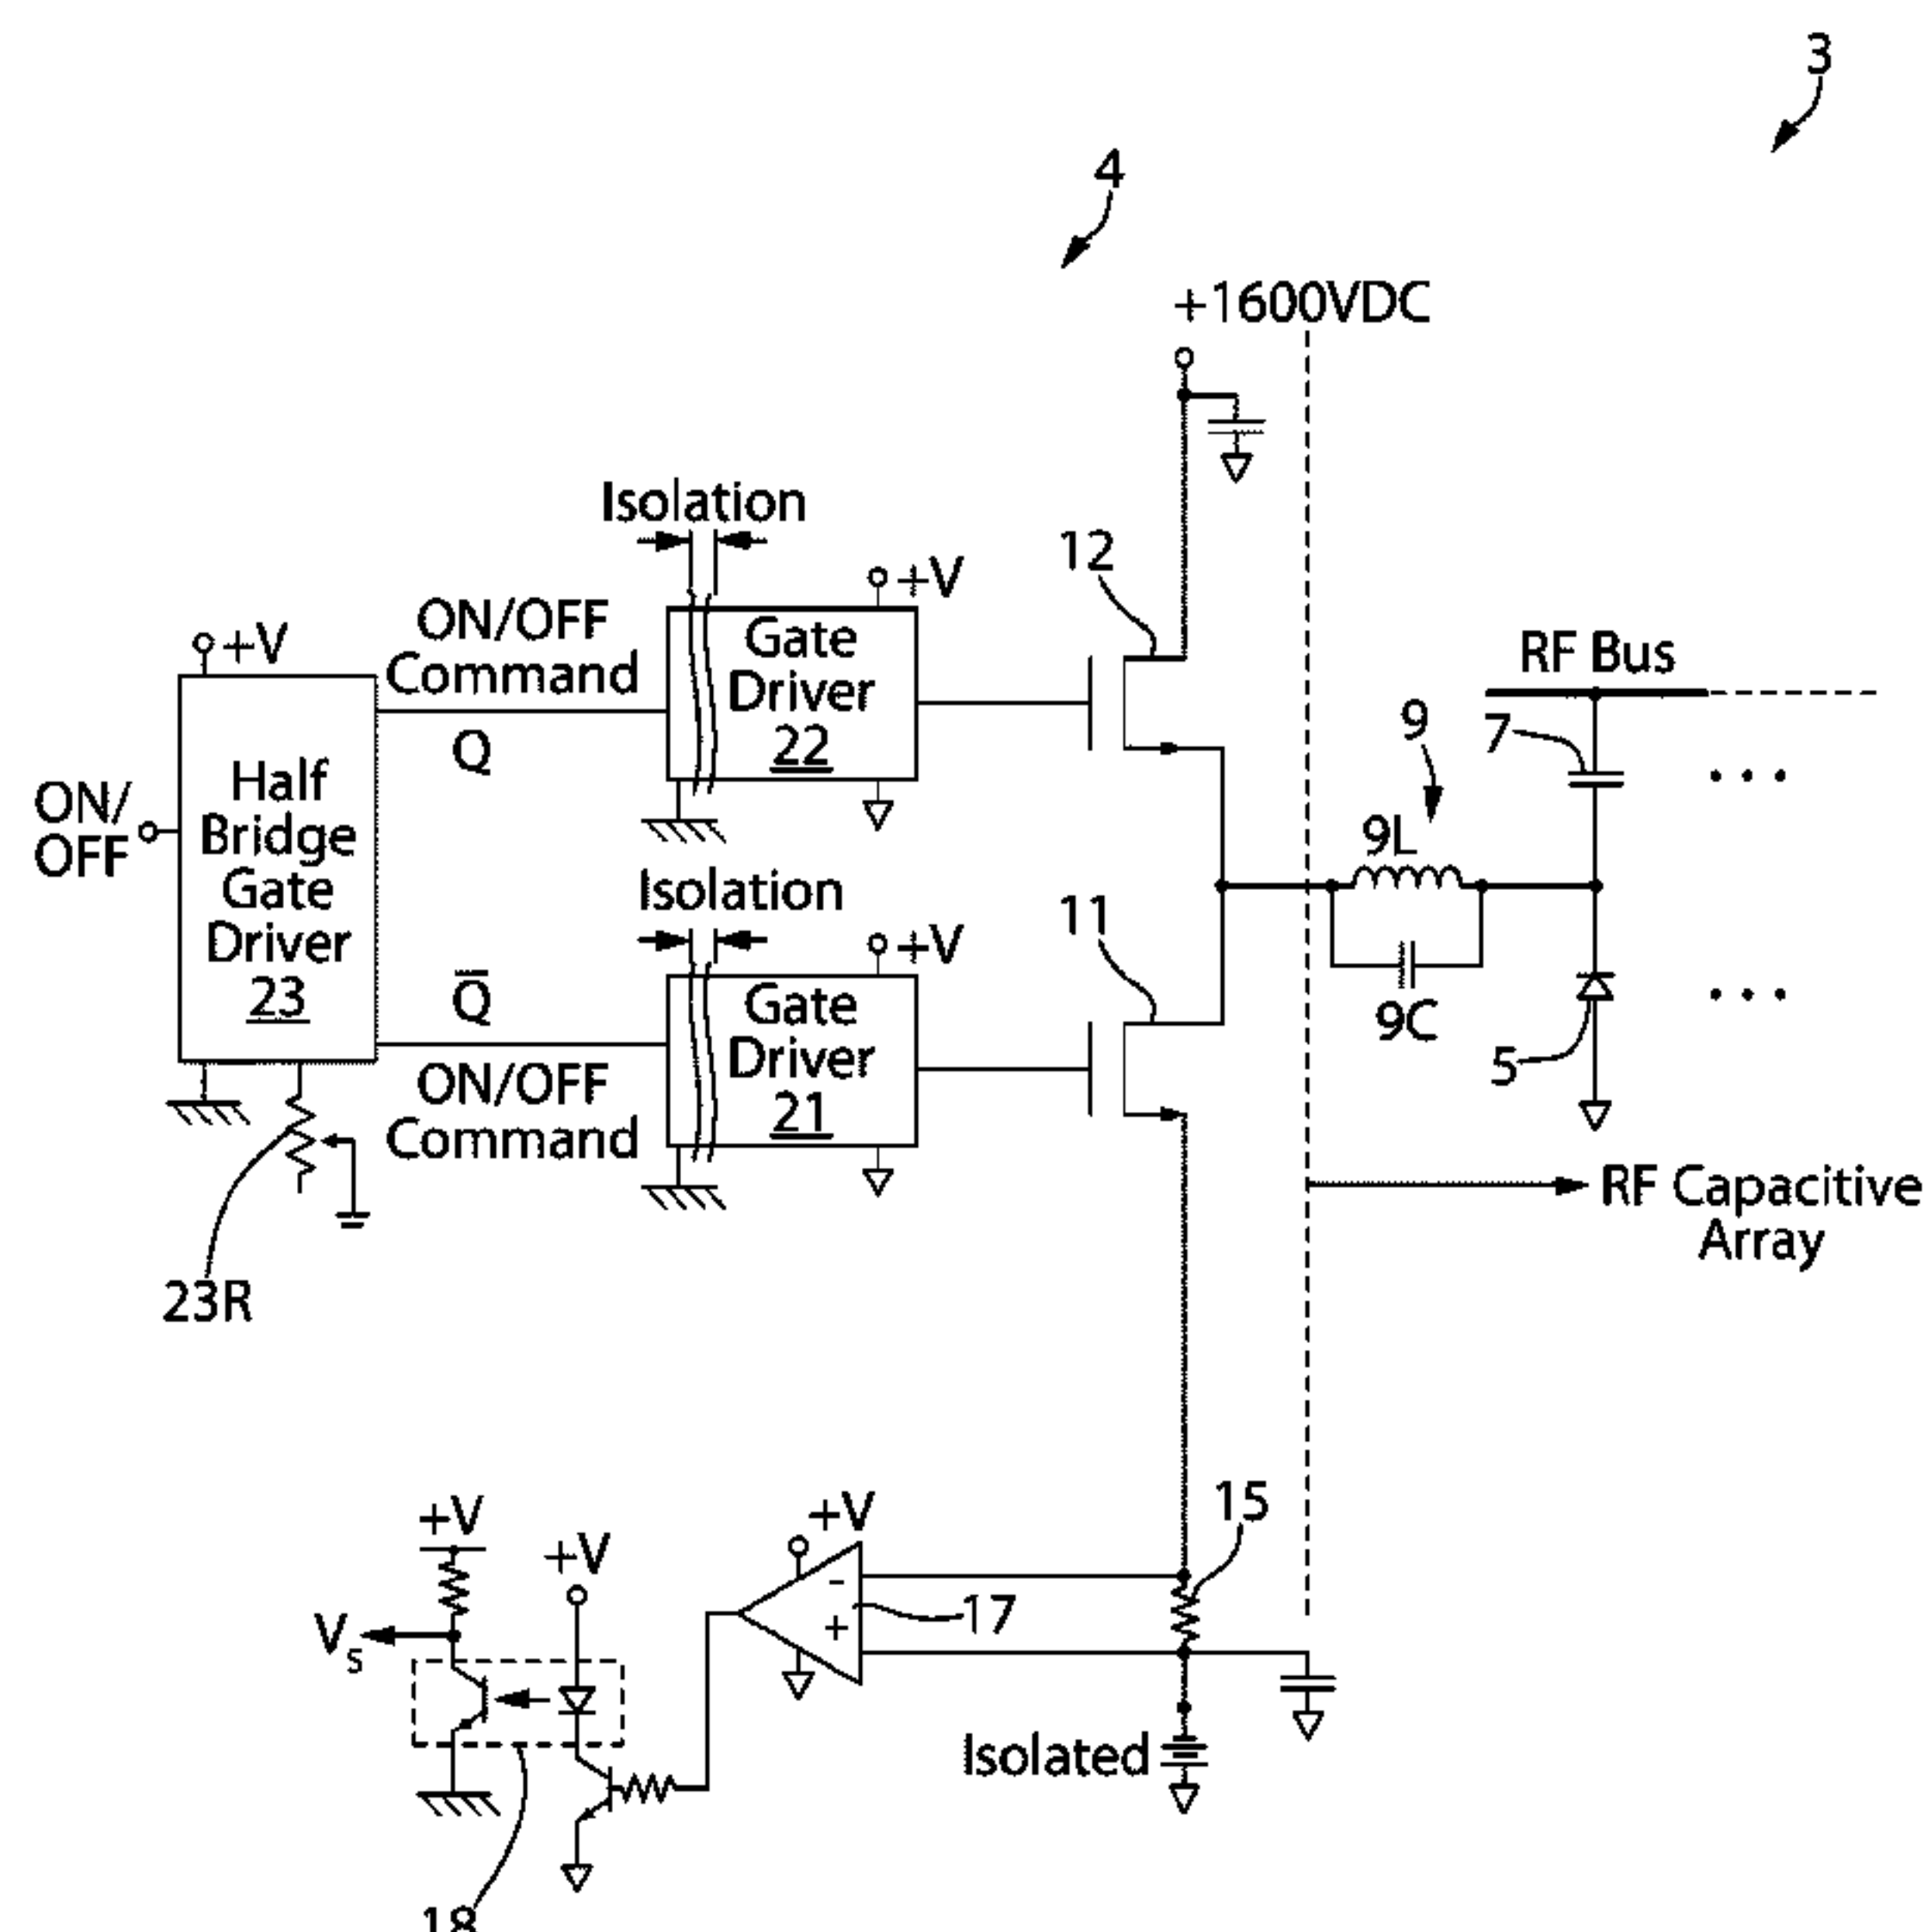 3
4
+1600VDC
Isolation
12
+V
ON/OFF
Command
Gate
Driver
22
+V
Q
RF Bus
7
9
ON/
OFF
Half
Bridge
Gate
Driver
23
9L
Isolation
11
+V
Q̅
Gate
Driver
21
9C
5
ON/OFF
Command
RF Capacitive
Array
23R
15
+V
+V
+V
-
+
17
Vs
Isolated
18